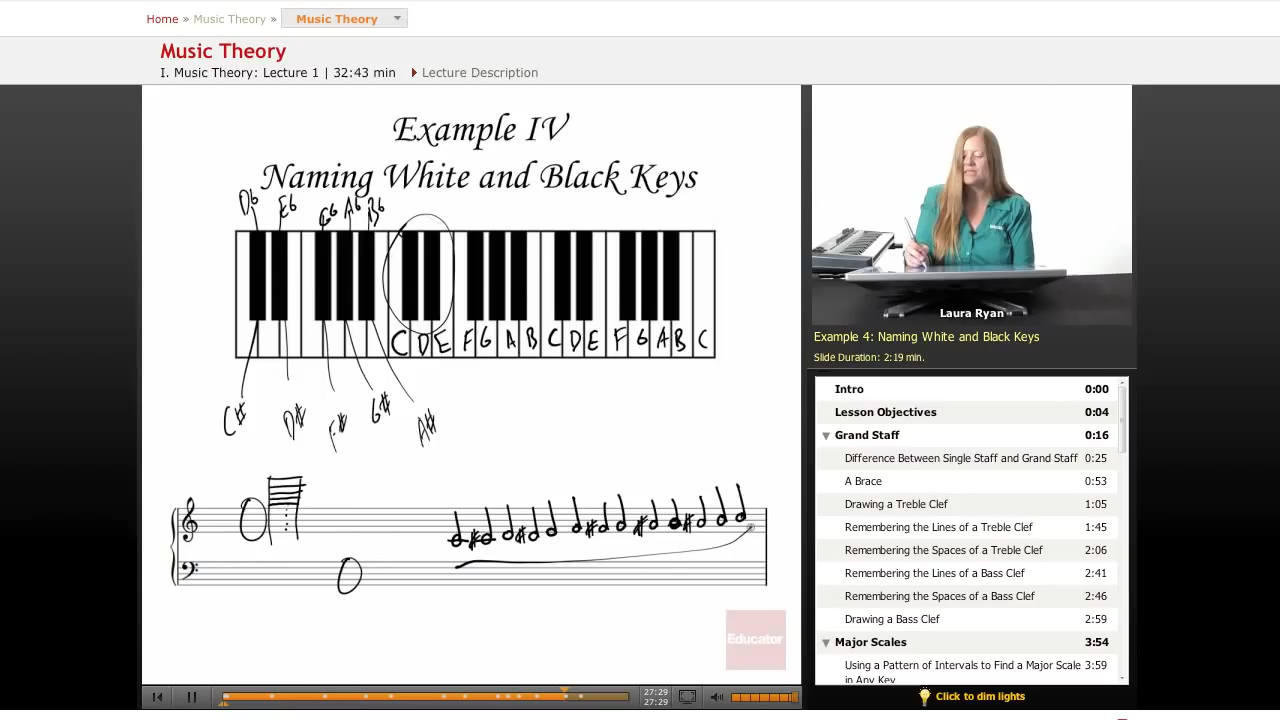 Home » Music Theory » Music Theory
Music Theory
I. Music Theory: Lecture 1 | 32:43 min Lecture Description
Example IV
Naming White and Black Keys
D♭ E♭ G♭ A♭ B♭
C D E F G A B C D E F G A B C
C# D# F# G# A#
Educator
27:29
27:29
Laura Ryan
Example 4: Naming White and Black Keys
Slide Duration: 2:19 min.
Intro 0:00
Lesson Objectives 0:04
Grand Staff 0:16
Difference Between Single Staff and Grand Staff 0:25
A Brace 0:53
Drawing a Treble Clef 1:05
Remembering the Lines of a Treble Clef 1:45
Remembering the Spaces of a Treble Clef 2:06
Remembering the Lines of a Bass Clef 2:41
Remembering the Spaces of a Bass Clef 2:46
Drawing a Bass Clef 2:59
Major Scales 3:54
Using a Pattern of Intervals to Find a Major Scale 3:59
in Any Key
Click to dim lights